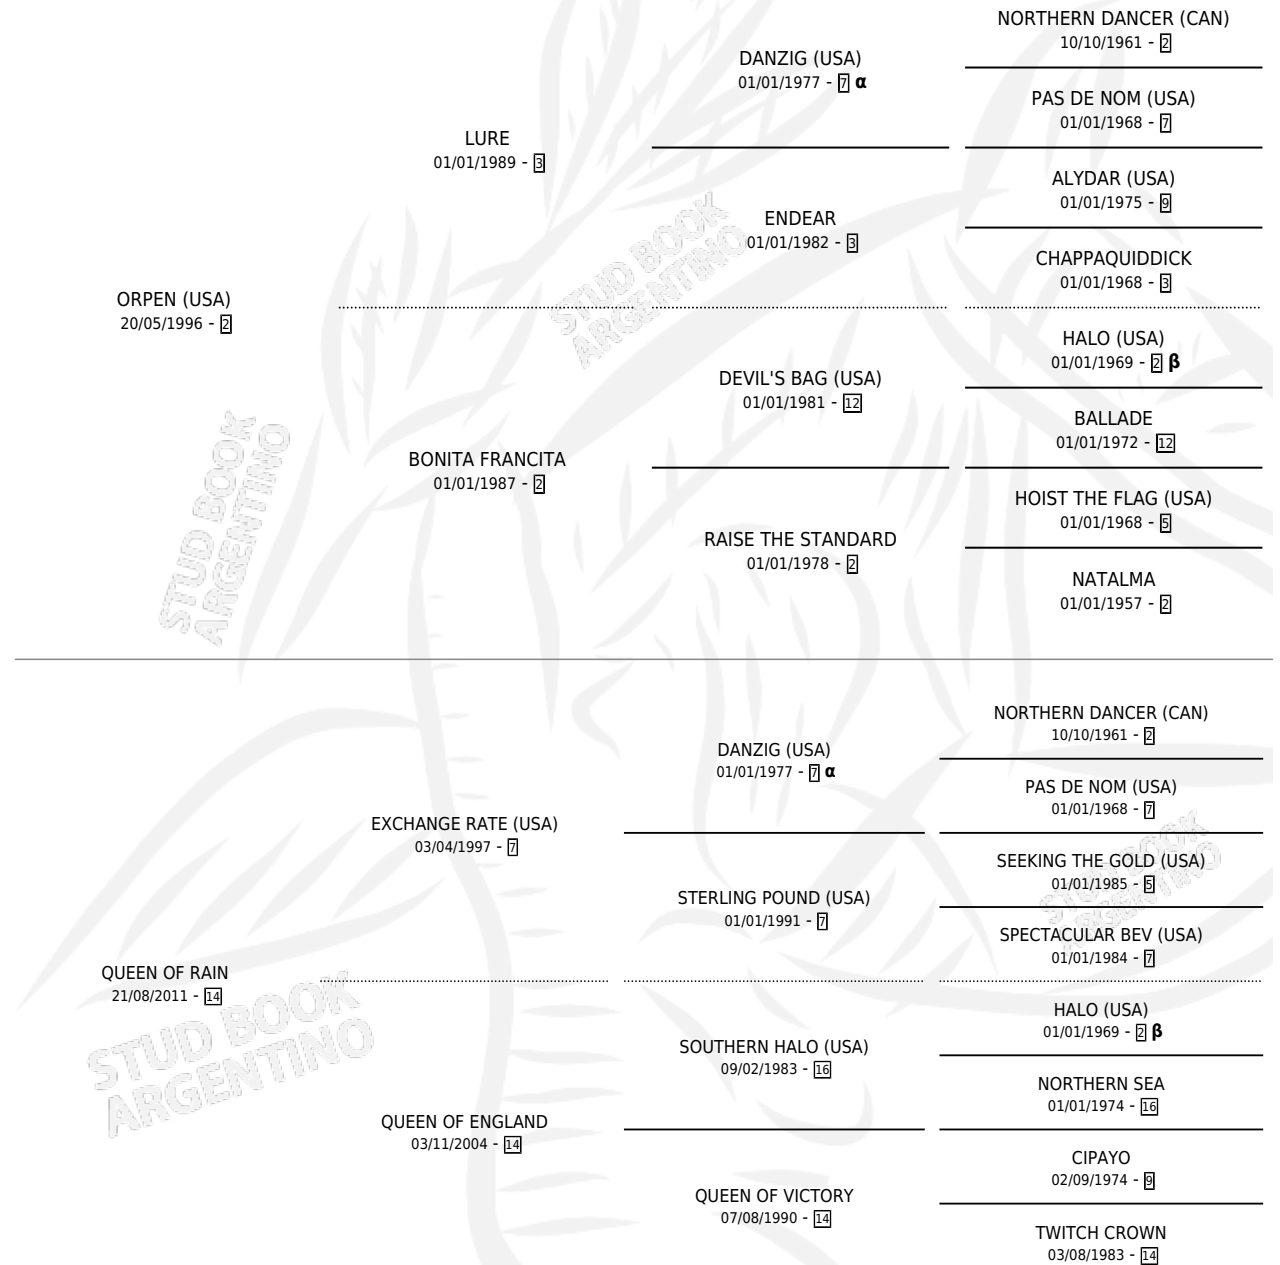 NORTHERN DANCER (CAN)
10/10/1961 - 2
DANZIG (USA)
01/01/1977 - 7 α
PAS DE NOM (USA)
01/01/1968 - 7
LURE
01/01/1989 - 3
ALYDAR (USA)
01/01/1975 - 9
ENDEAR
01/01/1982 - 3
CHAPPAQUIDDICK
01/01/1968 - 3
ORPEN (USA)
20/05/1996 - 2
HALO (USA)
01/01/1969 - 2 β
DEVIL'S BAG (USA)
01/01/1981 - 12
BALLADE
01/01/1972 - 12
BONITA FRANCITA
01/01/1987 - 2
HOIST THE FLAG (USA)
01/01/1968 - 5
RAISE THE STANDARD
01/01/1978 - 2
NATALMA
01/01/1957 - 2
STUD BOOK
ARGENTINO
STUD BOOK
ARGENTINO
NORTHERN DANCER (CAN)
10/10/1961 - 2
DANZIG (USA)
01/01/1977 - 7 α
PAS DE NOM (USA)
01/01/1968 - 7
EXCHANGE RATE (USA)
03/04/1997 - 7
SEEKING THE GOLD (USA)
01/01/1985 - 5
STERLING POUND (USA)
01/01/1991 - 7
SPECTACULAR BEV (USA)
01/01/1984 - 7
QUEEN OF RAIN
21/08/2011 - 14
HALO (USA)
01/01/1969 - 2 β
SOUTHERN HALO (USA)
09/02/1983 - 16
NORTHERN SEA
01/01/1974 - 16
QUEEN OF ENGLAND
03/11/2004 - 14
CIPAYO
02/09/1974 - 9
QUEEN OF VICTORY
07/08/1990 - 14
TWITCH CROWN
03/08/1983 - 14
STUD BOOK
ARGENTINO
STUD BOOK
ARGENTINO